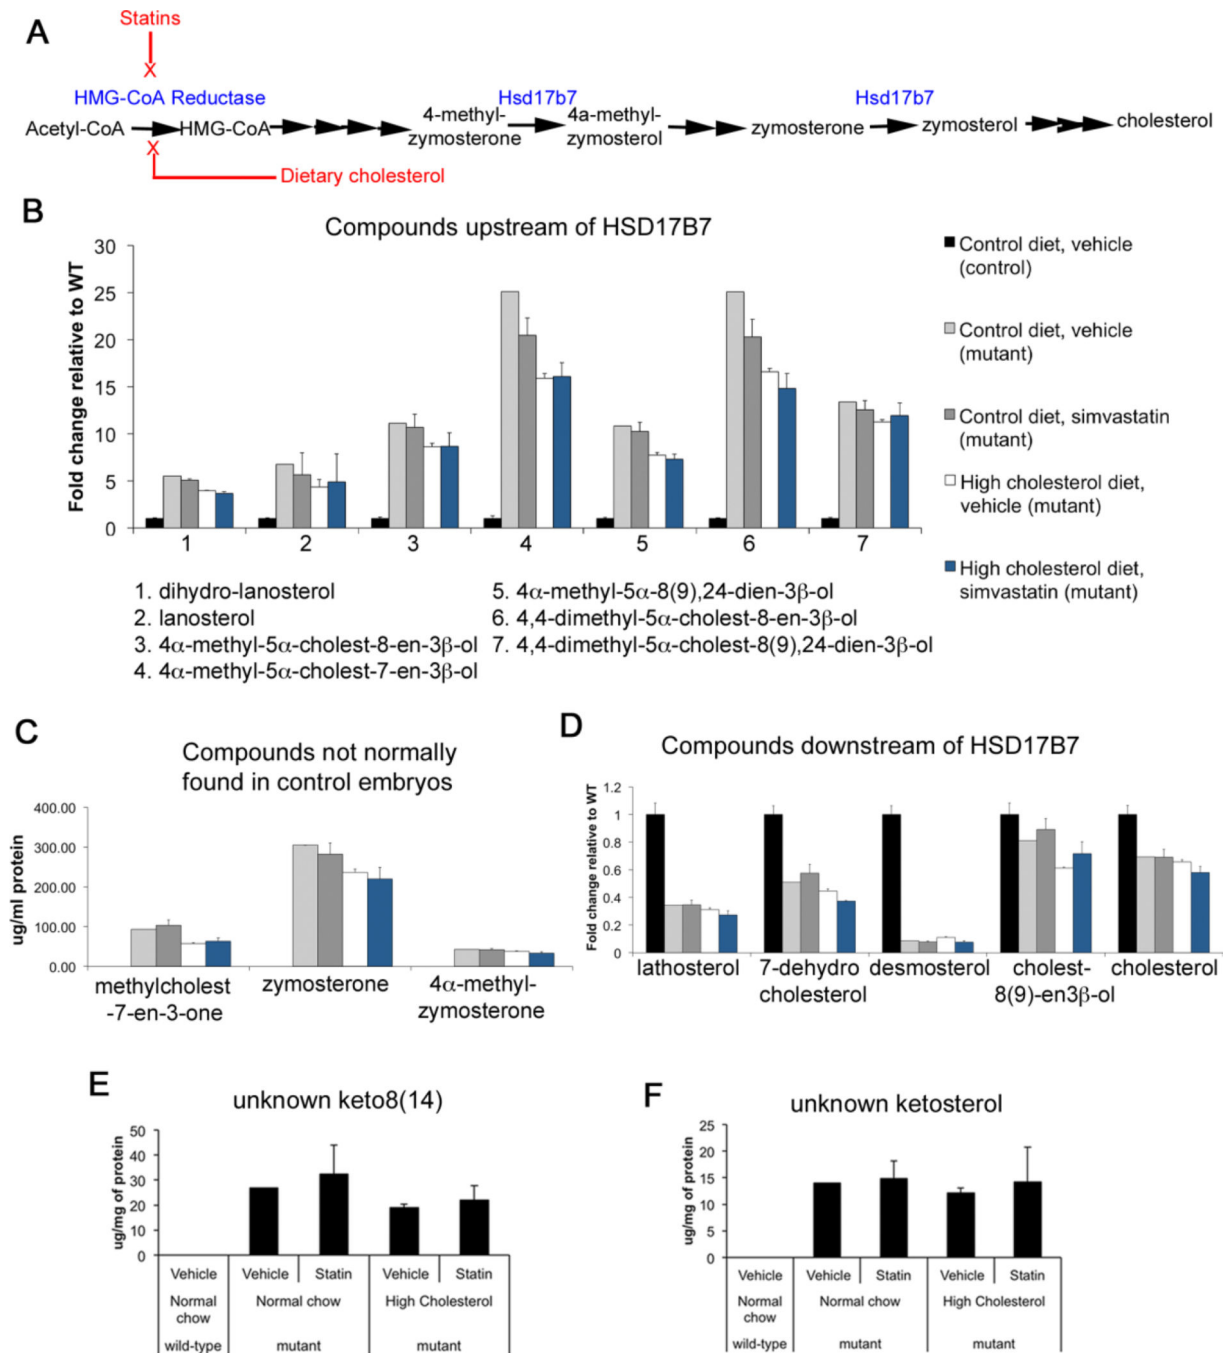 A
Statins
X
HMG-CoA Reductase
Hsd17b7
Hsd17b7
Acetyl-CoA
HMG-CoA
4-methyl-
zymosterone
4a-methyl-
zymosterol
zymosterone
zymosterol
cholesterol
X
Dietary cholesterol
B
Compounds upstream of HSD17B7
Fold change relative to WT
30
25
20
15
10
5
0
1 2 3 4 5 6 7
Control diet, vehicle
(control)
Control diet, vehicle
(mutant)
Control diet, simvastatin
(mutant)
High cholesterol diet,
vehicle (mutant)
High cholesterol diet,
simvastatin (mutant)
1. dihydro-lanosterol
2. lanosterol
3. 4α-methyl-5α-cholest-8-en-3β-ol
4. 4α-methyl-5α-cholest-7-en-3β-ol
5. 4α-methyl-5α-8(9),24-dien-3β-ol
6. 4,4-dimethyl-5α-cholest-8-en-3β-ol
7. 4,4-dimethyl-5α-cholest-8(9),24-dien-3β-ol
C
Compounds not normally
found in control embryos
ug/ml protein
400.00
300.00
200.00
100.00
0.00
methylcholest
-7-en-3-one
zymosterone
4α-methyl-
zymosterone
D
Compounds downstream of HSD17B7
Fold change relative to WT
1.2
1
0.8
0.6
0.4
0.2
0
lathosterol
7-dehydro
cholesterol
desmosterol
cholest-
8(9)-en3β-ol
cholesterol
E
unknown keto8(14)
ug/mg of protein
50
40
30
20
10
0
Vehicle Vehicle Statin Vehicle Statin
Normal
chow
Normal chow
High Cholesterol
wild-type
mutant
mutant
F
unknown ketosterol
ug/mg of protein
25
20
15
10
5
0
Vehicle Vehicle Statin Vehicle Statin
Normal
chow
Normal chow
High Cholesterol
wild-type
mutant
mutant